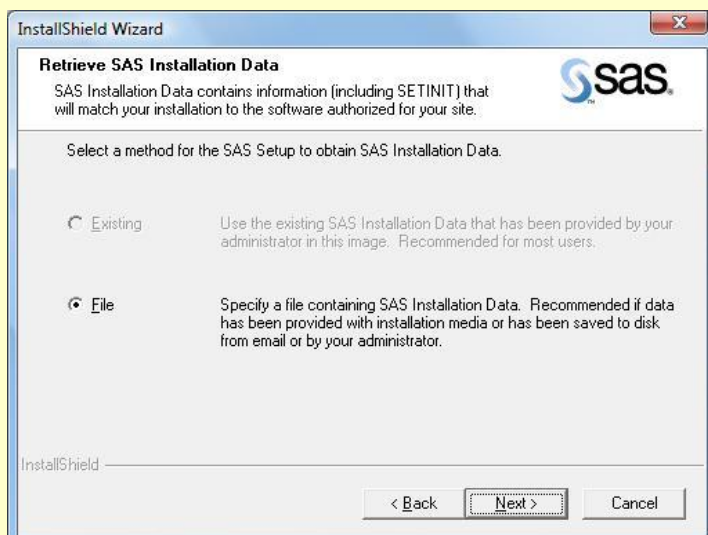 InstallShield Wizard
Retrieve SAS Installation Data
SAS Installation Data contains information (including SETINIT) that
will match your installation to the software authorized for your site.
sas.
TM
Select a method for the SAS Setup to obtain SAS Installation Data.
Existing
Use the existing SAS Installation Data that has been provided by your
administrator in this image. Recommended for most users.
File
Specify a file containing SAS Installation Data. Recommended if data
has been provided with installation media or has been saved to disk
from email or by your administrator.
InstallShield
< Back
Next >
Cancel